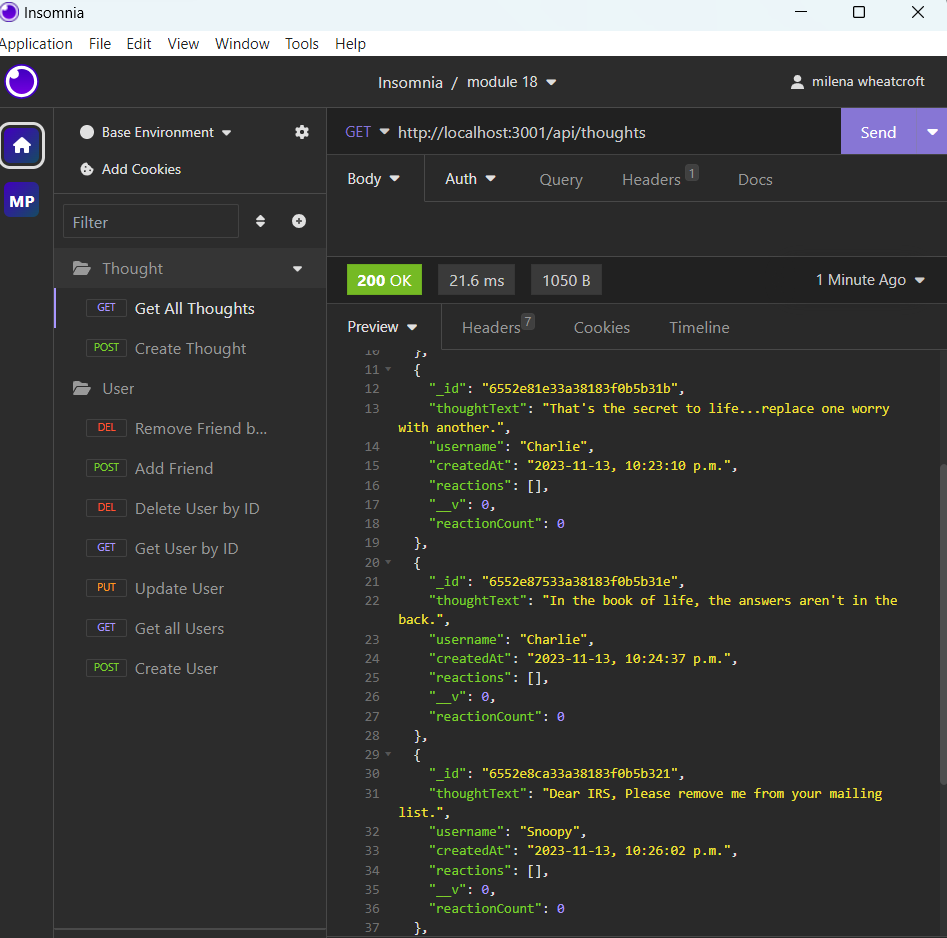 Insomnia
Application File Edit View Window Tools Help
Insomnia / module 18
milena wheatcroft
MP
Base Environment
Add Cookies
Filter
Thought
GET Get All Thoughts
POST Create Thought
User
DEL Remove Friend b...
POST Add Friend
DEL Delete User by ID
GET Get User by ID
PUT Update User
GET Get all Users
POST Create User
GET http://localhost:3001/api/thoughts
Send
Body Auth Query Headers 1 Docs
200 OK 21.6 ms 1050 B 1 Minute Ago
Preview Headers 7 Cookies Timeline
10 },
11 {
12 "_id": "6552e81e33a38183f0b5b31b",
13 "thoughtText": "That's the secret to life...replace one worry
with another.",
14 "username": "Charlie",
15 "createdAt": "2023-11-13, 10:23:10 p.m.",
16 "reactions": [],
17 "__v": 0,
18 "reactionCount": 0
19 },
20 {
21 "_id": "6552e87533a38183f0b5b31e",
22 "thoughtText": "In the book of life, the answers aren't in the
back.",
23 "username": "Charlie",
24 "createdAt": "2023-11-13, 10:24:37 p.m.",
25 "reactions": [],
26 "__v": 0,
27 "reactionCount": 0
28 },
29 {
30 "_id": "6552e8ca33a38183f0b5b321",
31 "thoughtText": "Dear IRS, Please remove me from your mailing
list.",
32 "username": "Snoopy",
33 "createdAt": "2023-11-13, 10:26:02 p.m.",
34 "reactions": [],
35 "__v": 0,
36 "reactionCount": 0
37 },